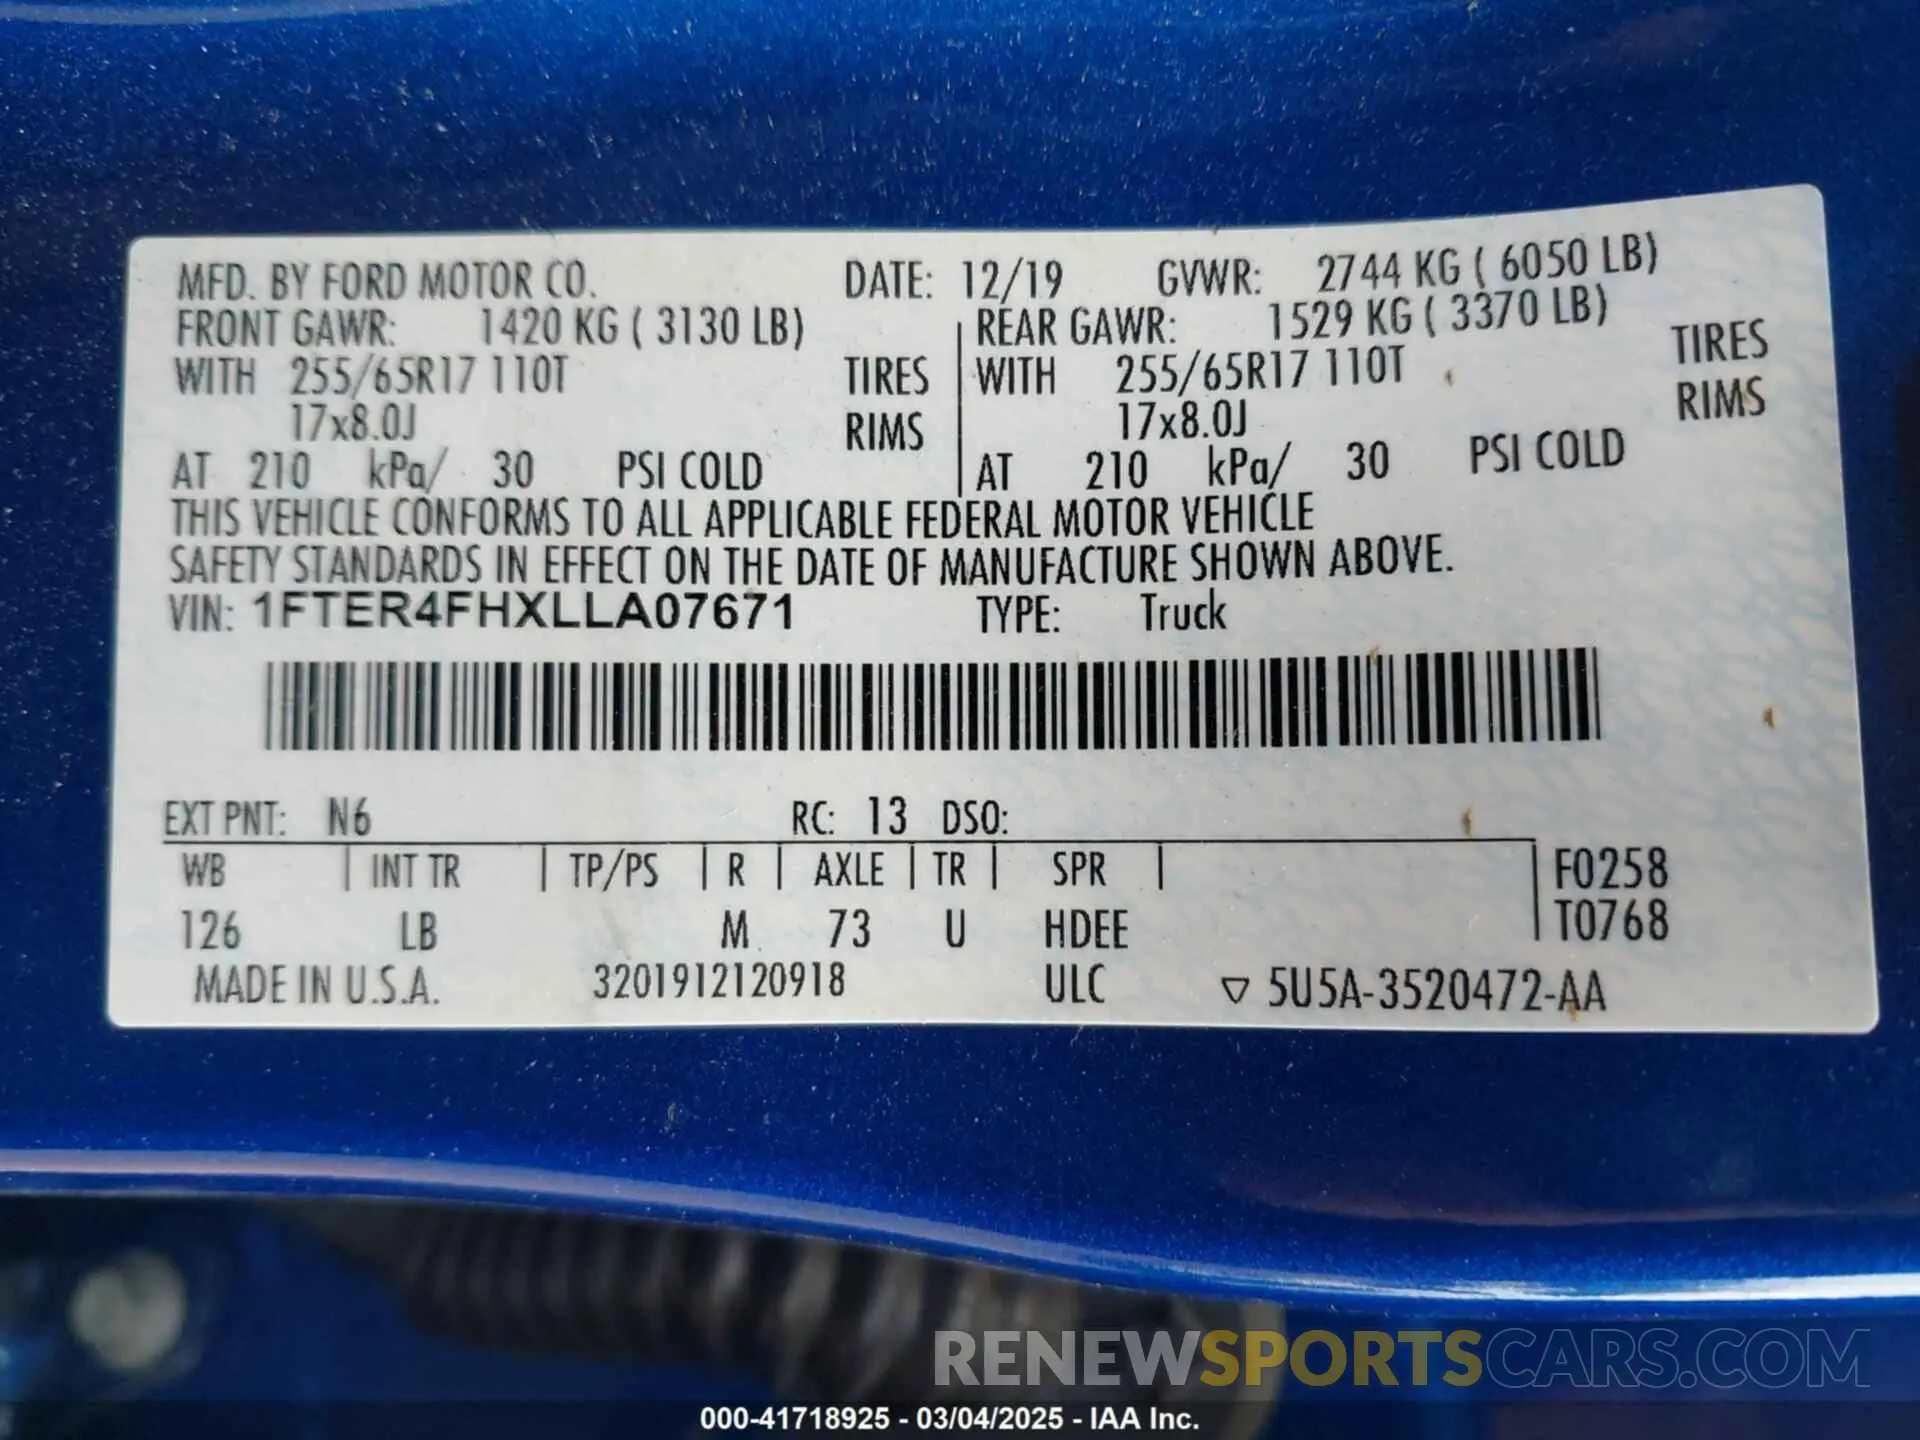 MFD. BY FORD MOTOR CO. DATE: 12/19 GVWR: 2744 KG ( 6050 LB)
FRONT GAWR: 1420 KG ( 3130 LB) REAR GAWR: 1529 KG ( 3370 LB)
WITH 255/65R17 110T TIRES WITH 255/65R17 110T TIRES
17x8.0J RIMS 17x8.0J RIMS
AT 210 kPa/ 30 PSI COLD AT 210 kPa/ 30 PSI COLD
THIS VEHICLE CONFORMS TO ALL APPLICABLE FEDERAL MOTOR VEHICLE
SAFETY STANDARDS IN EFFECT ON THE DATE OF MANUFACTURE SHOWN ABOVE.
VIN: 1FTER4FHXLLA07671 TYPE: Truck
EXT PNT: N6 RC: 13 DSO:
WB INT TR TP/PS R AXLE TR SPR F0258
126 LB M 73 U HDEE T0768
MADE IN U.S.A. 3201912120918 ULC ▽ 5U5A-3520472-AA
RENEWSPORTSCARS.COM
000-41718925 - 03/04/2025 - IAA Inc.